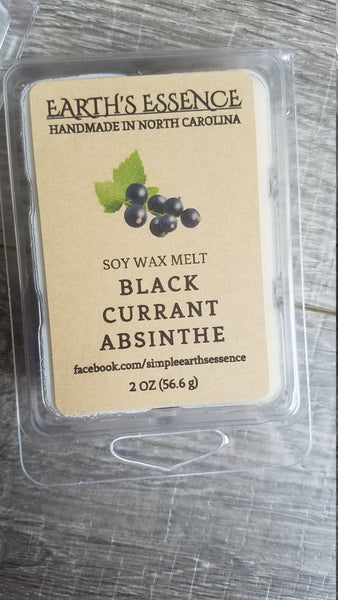 EARTH'S ESSENCE
HANDMADE IN NORTH CAROLINA
SOY WAX MELT
BLACK
CURRANT
ABSINTHE
facebook.com/simpleearthsessence
2 OZ (56.6 g)